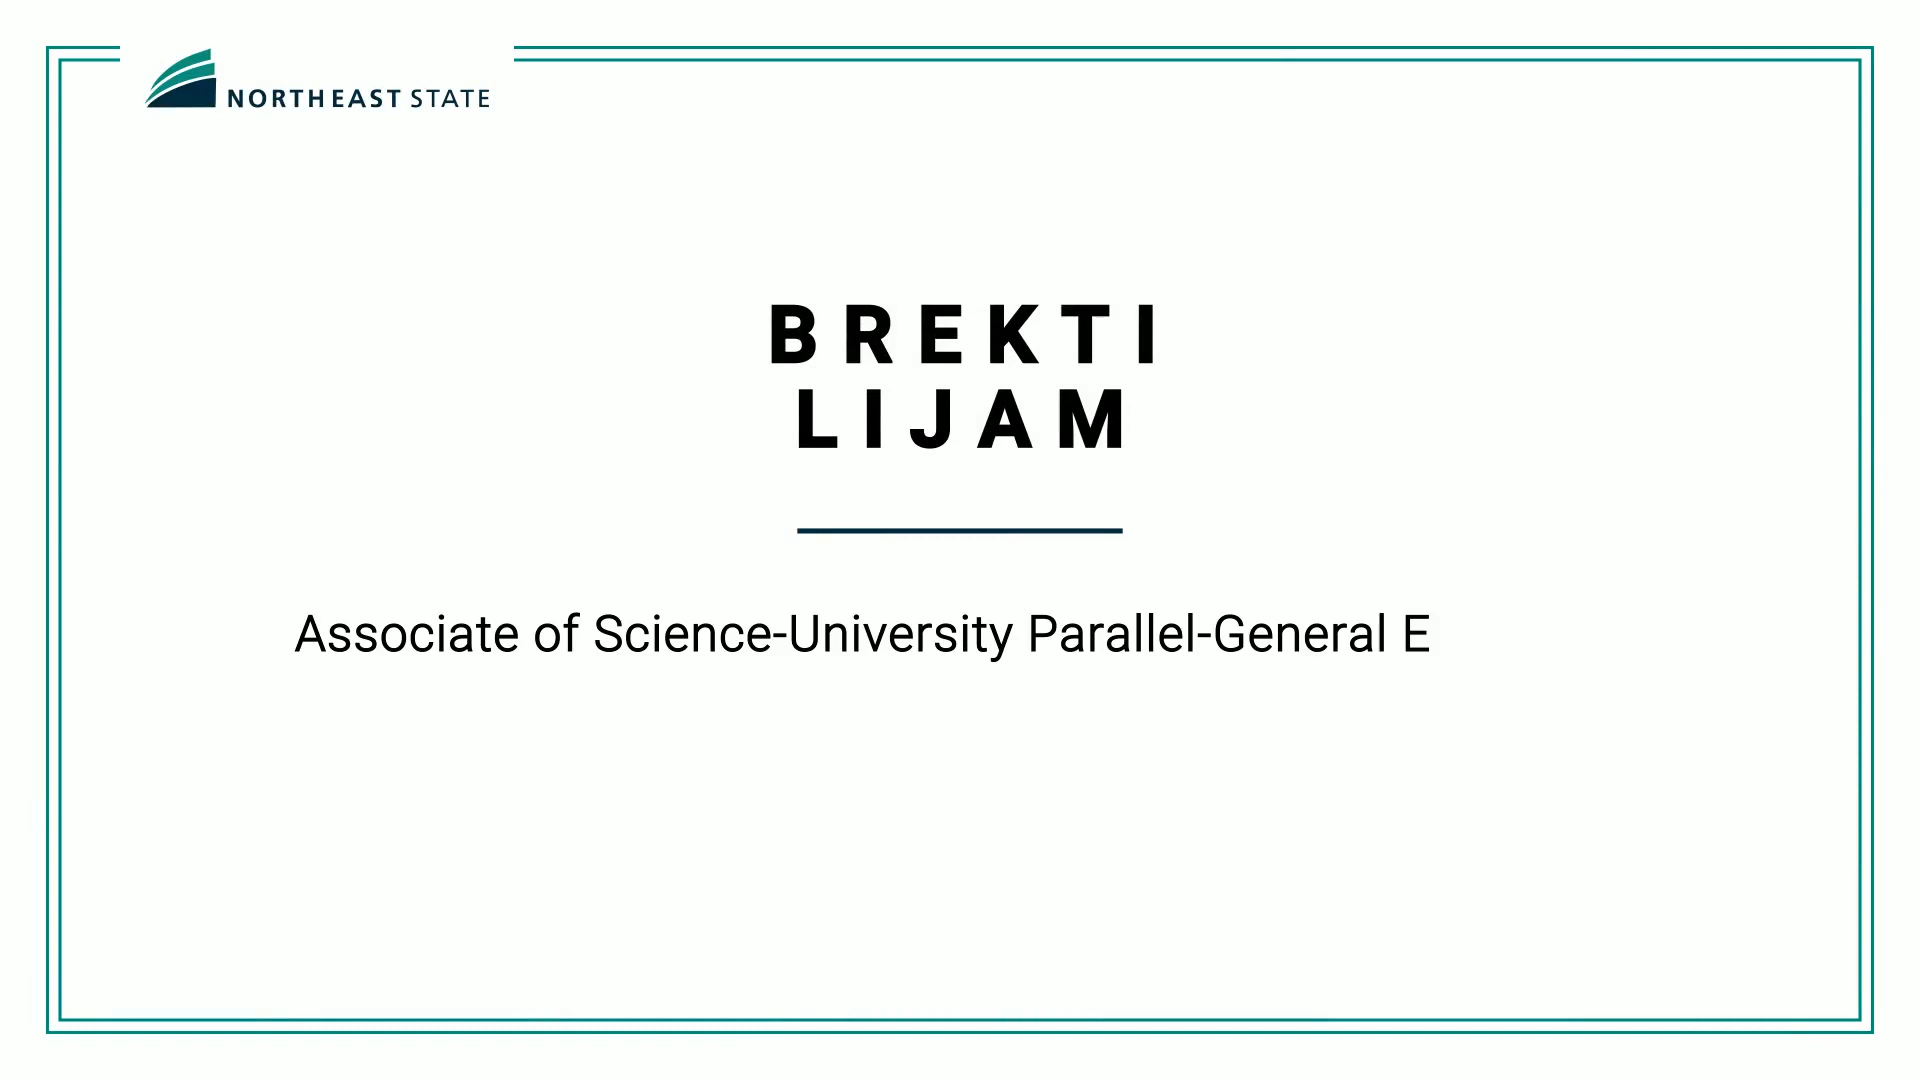 NORTHEAST STATE
BREKTI
LIJAM
Associate of Science-University Parallel-General E